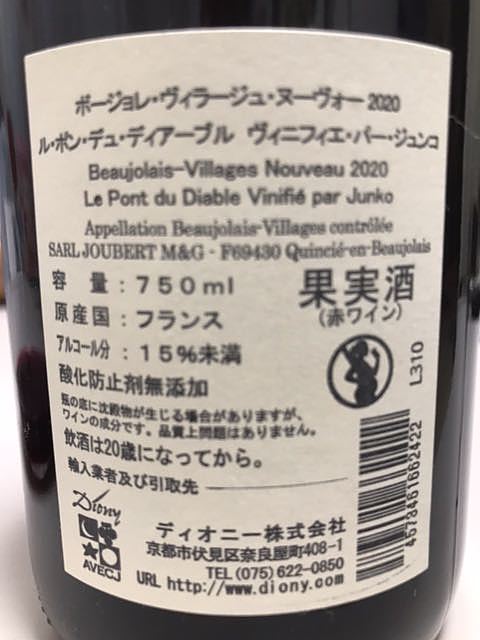 ボージョレ・ヴィラージュ・ヌーヴォー 2020
ル・ポン・デュ・ディアーブル ヴィニフィエ・パー・ジュンコ
Beaujolais-Villages Nouveau 2020
Le Pont du Diable Vinifié par Junko
Appellation Beaujolais-Villages contrôlée
SARL JOUBERT M&G - F69430 Quincié-en-Beaujolais
容 量 : 750ml
原産国 : フランス
アルコール分 : 15%未満
酸化防止剤無添加
果実酒
(赤ワイン)
L310
瓶の底に沈殿物が生じる場合がありますが、
ワインの成分です。品質上問題はありません。
飲酒は20歳になってから。
輸入業者及び引取先
4573461662422
Diony
AVECJ
ディオニー株式会社
京都市伏見区奈良屋町408-1
TEL (075) 622-0850
URL http://www.diony.com